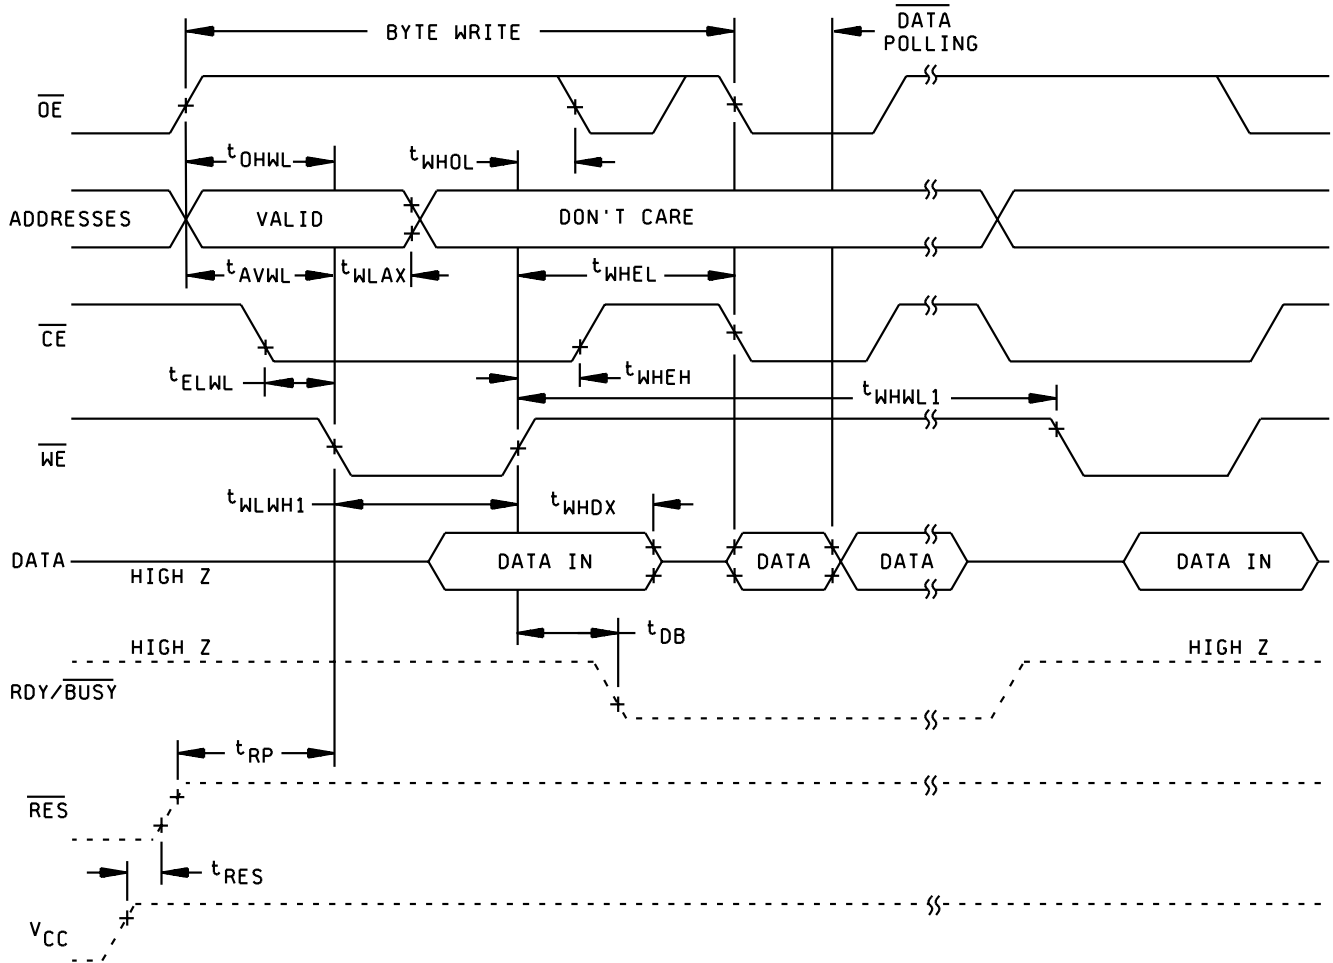 BYTE WRITE
DATA
POLLING
OE
tOHWL
tWHOL
ADDRESSES
VALID
DON'T CARE
tAVWL
tWLAX
tWHEL
CE
tELWL
tWHEH
tWHWL1
WE
tWLWH1
tWHDX
DATA
HIGH Z
DATA IN
DATA
DATA
DATA IN
tDB
HIGH Z
HIGH Z
RDY/BUSY
tRP
RES
tRES
VCC